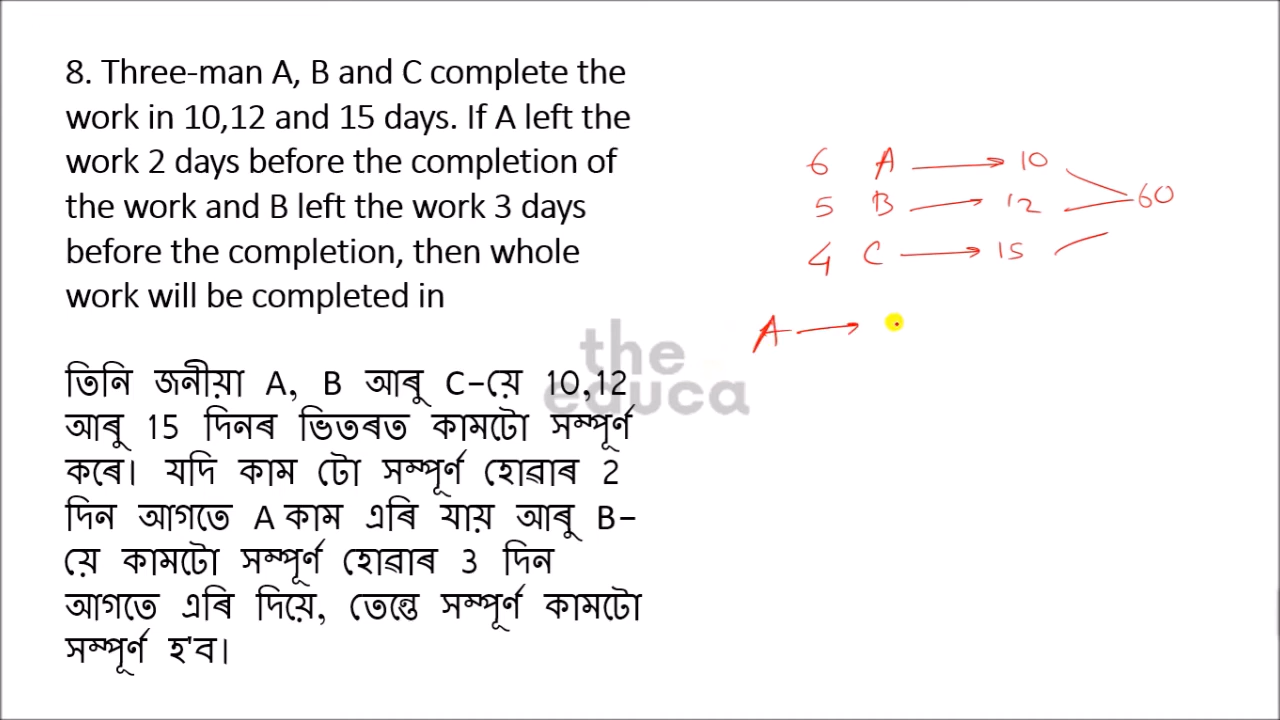 8. Three-man A, B and C complete the
work in 10,12 and 15 days. If A left the
work 2 days before the completion of
the work and B left the work 3 days
before the completion, then whole
work will be completed in
তিনি জনীয়া A, B আৰু C-য়ে 10,12
আৰু 15 দিনৰ ভিতৰত কামটো সম্পূৰ্ণ
কৰে। যদি কাম টো সম্পূৰ্ণ হোৱাৰ 2
দিন আগতে A কাম এৰি যায় আৰু B-
য়ে কামটো সম্পূৰ্ণ হোৱাৰ 3 দিন
আগতে এৰি দিয়ে, তেন্তে সম্পূৰ্ণ কামটো
সম্পূৰ্ণ হ'ব।
6 A → 10
5 B → 12 60
4 C → 15
A →
the
educa